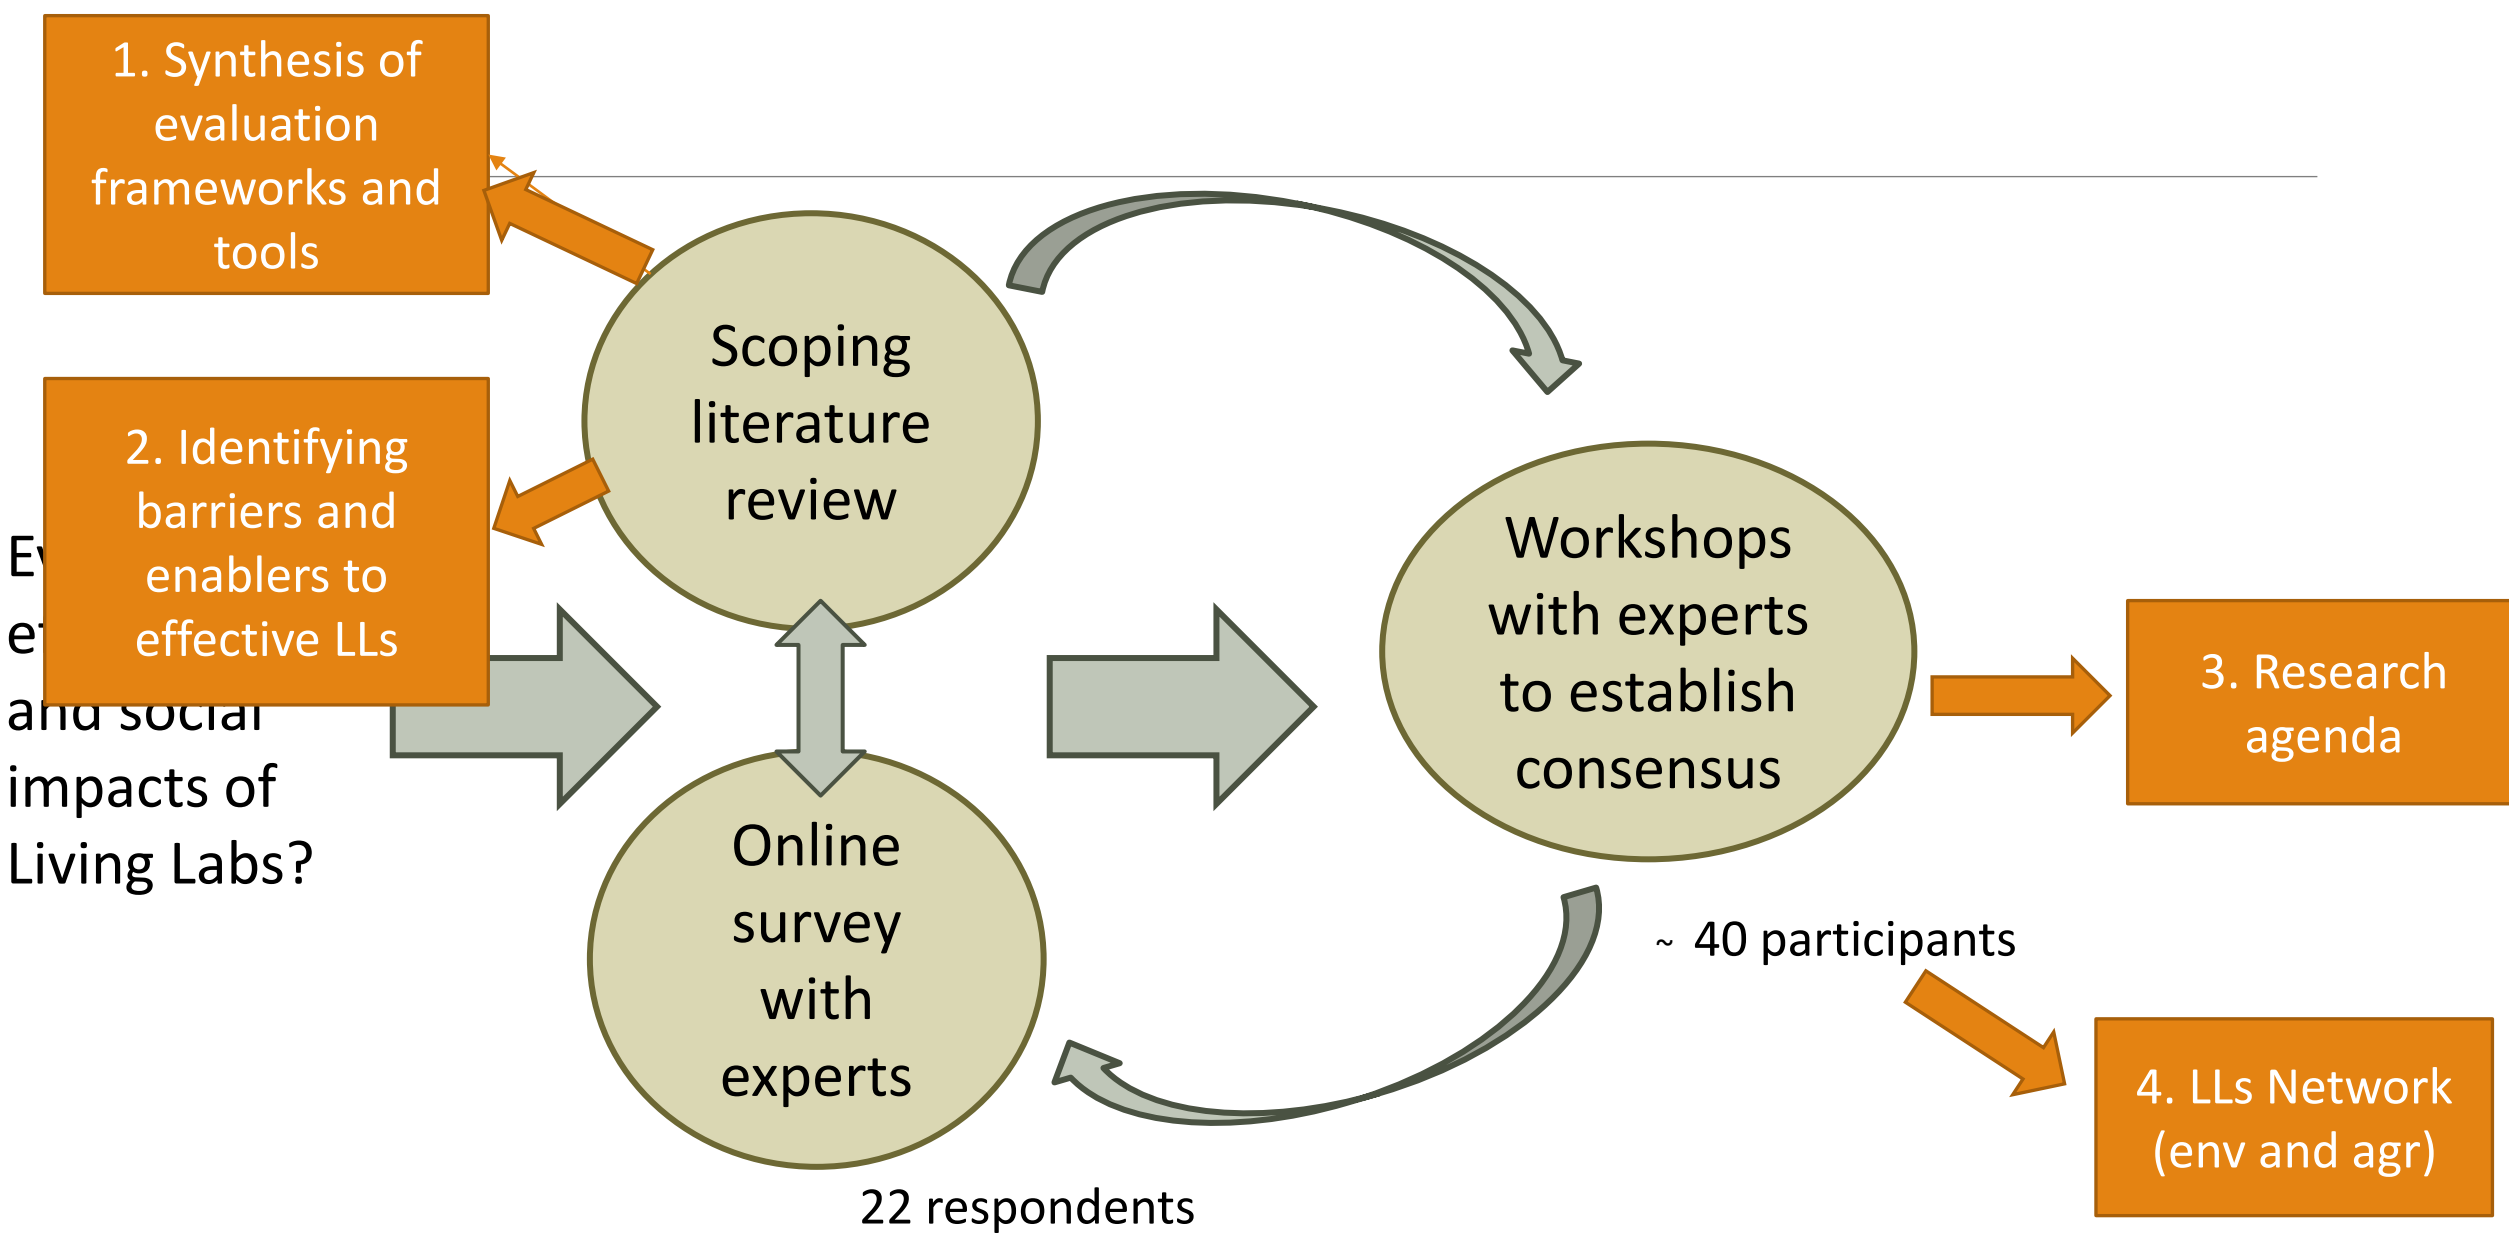 1. Synthesis of
evaluation
frameworks and
tools
2. Identifying
barriers and
enablers to
effective LLs
and social
impacts of
Living Labs?
Scoping
literature
review
Online
survey
with
experts
22 respondents
Workshops
with experts
to establish
consensus
~ 40 participants
3. Research
agenda
4. LLs Network
(env and agr)